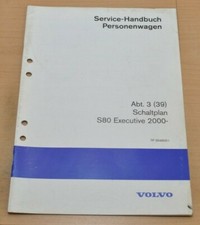 Service-Handbuch
Personenwagen
Abt. 3 (39)
Schaltplan
S80 Executive 2000-
VOLVO